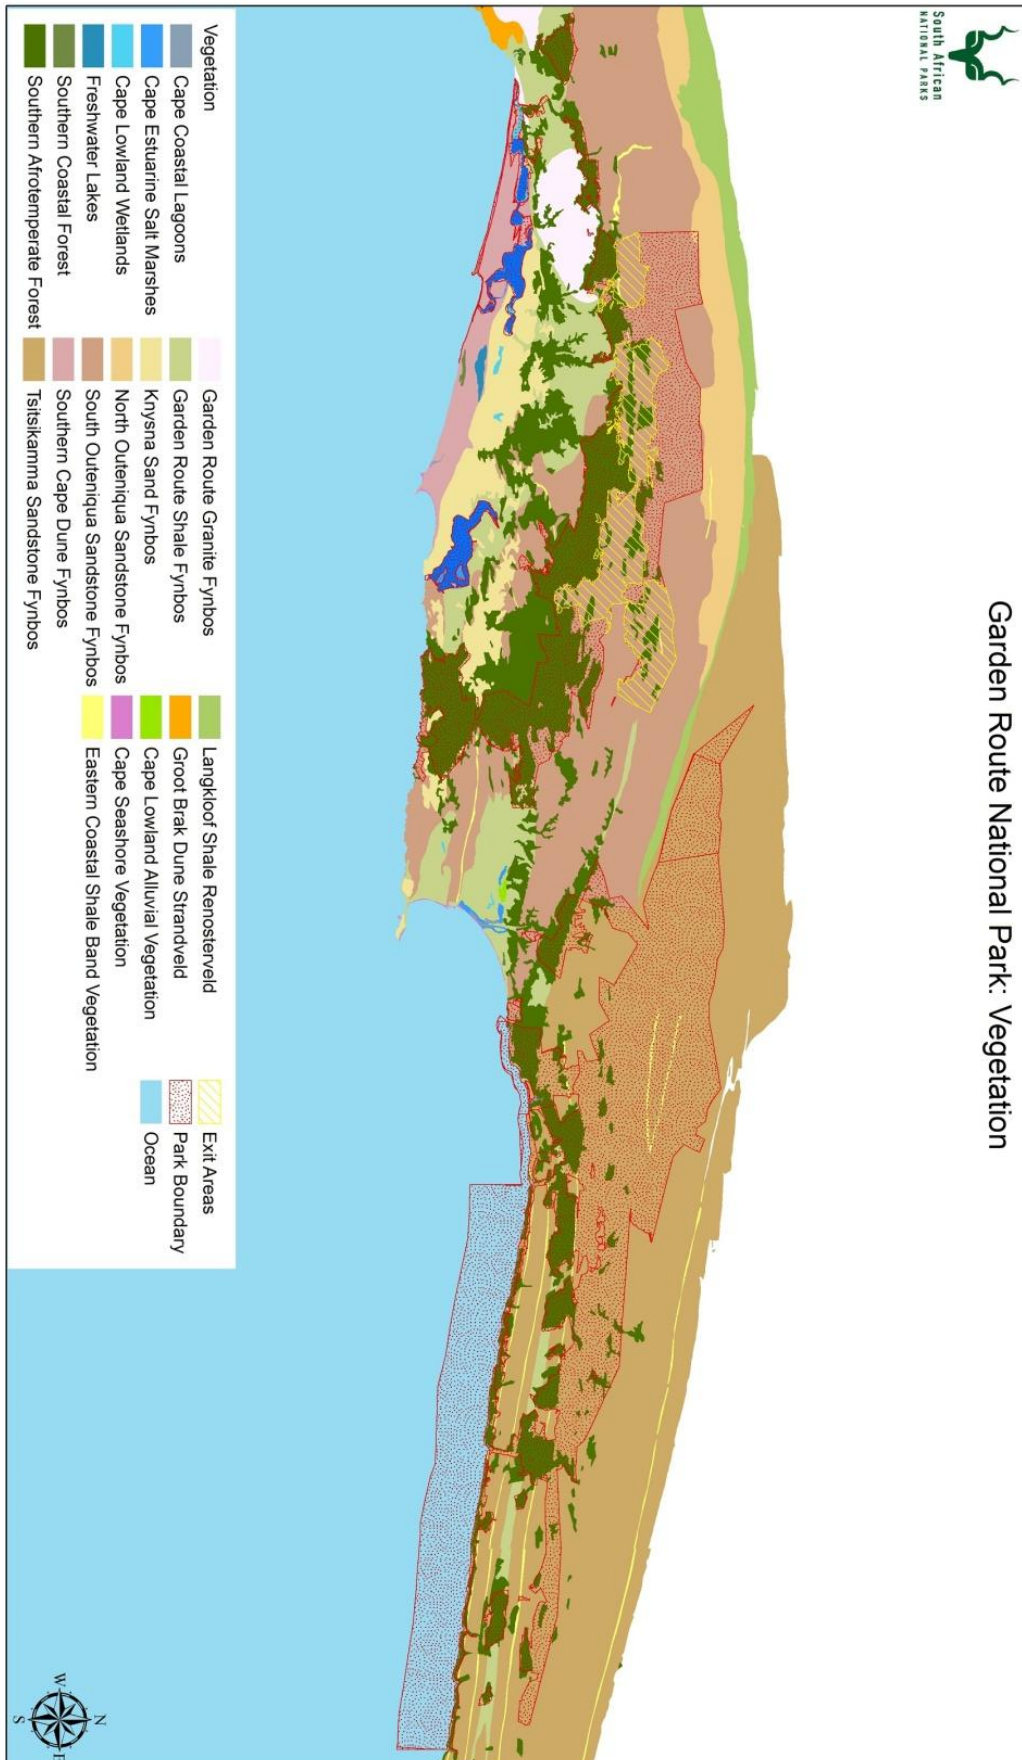 South African
NATIONAL PARKS
Garden Route National Park: Vegetation
Vegetation
Cape Coastal Lagoons
Cape Estuarine Salt Marshes
Cape Lowland Wetlands
Freshwater Lakes
Southern Coastal Forest
Southern Afrotemperate Forest
Garden Route Granite Fynbos
Garden Route Shale Fynbos
Knysna Sand Fynbos
North Outeniqua Sandstone Fynbos
South Outeniqua Sandstone Fynbos
Southern Cape Dune Fynbos
Tsitsikamma Sandstone Fynbos
Langkloof Shale Renosterveld
Groot Brak Dune Strandveld
Cape Lowland Alluvial Vegetation
Cape Seashore Vegetation
Eastern Coastal Shale Band Vegetation
Exit Areas
Park Boundary
Ocean
N
W
E
S